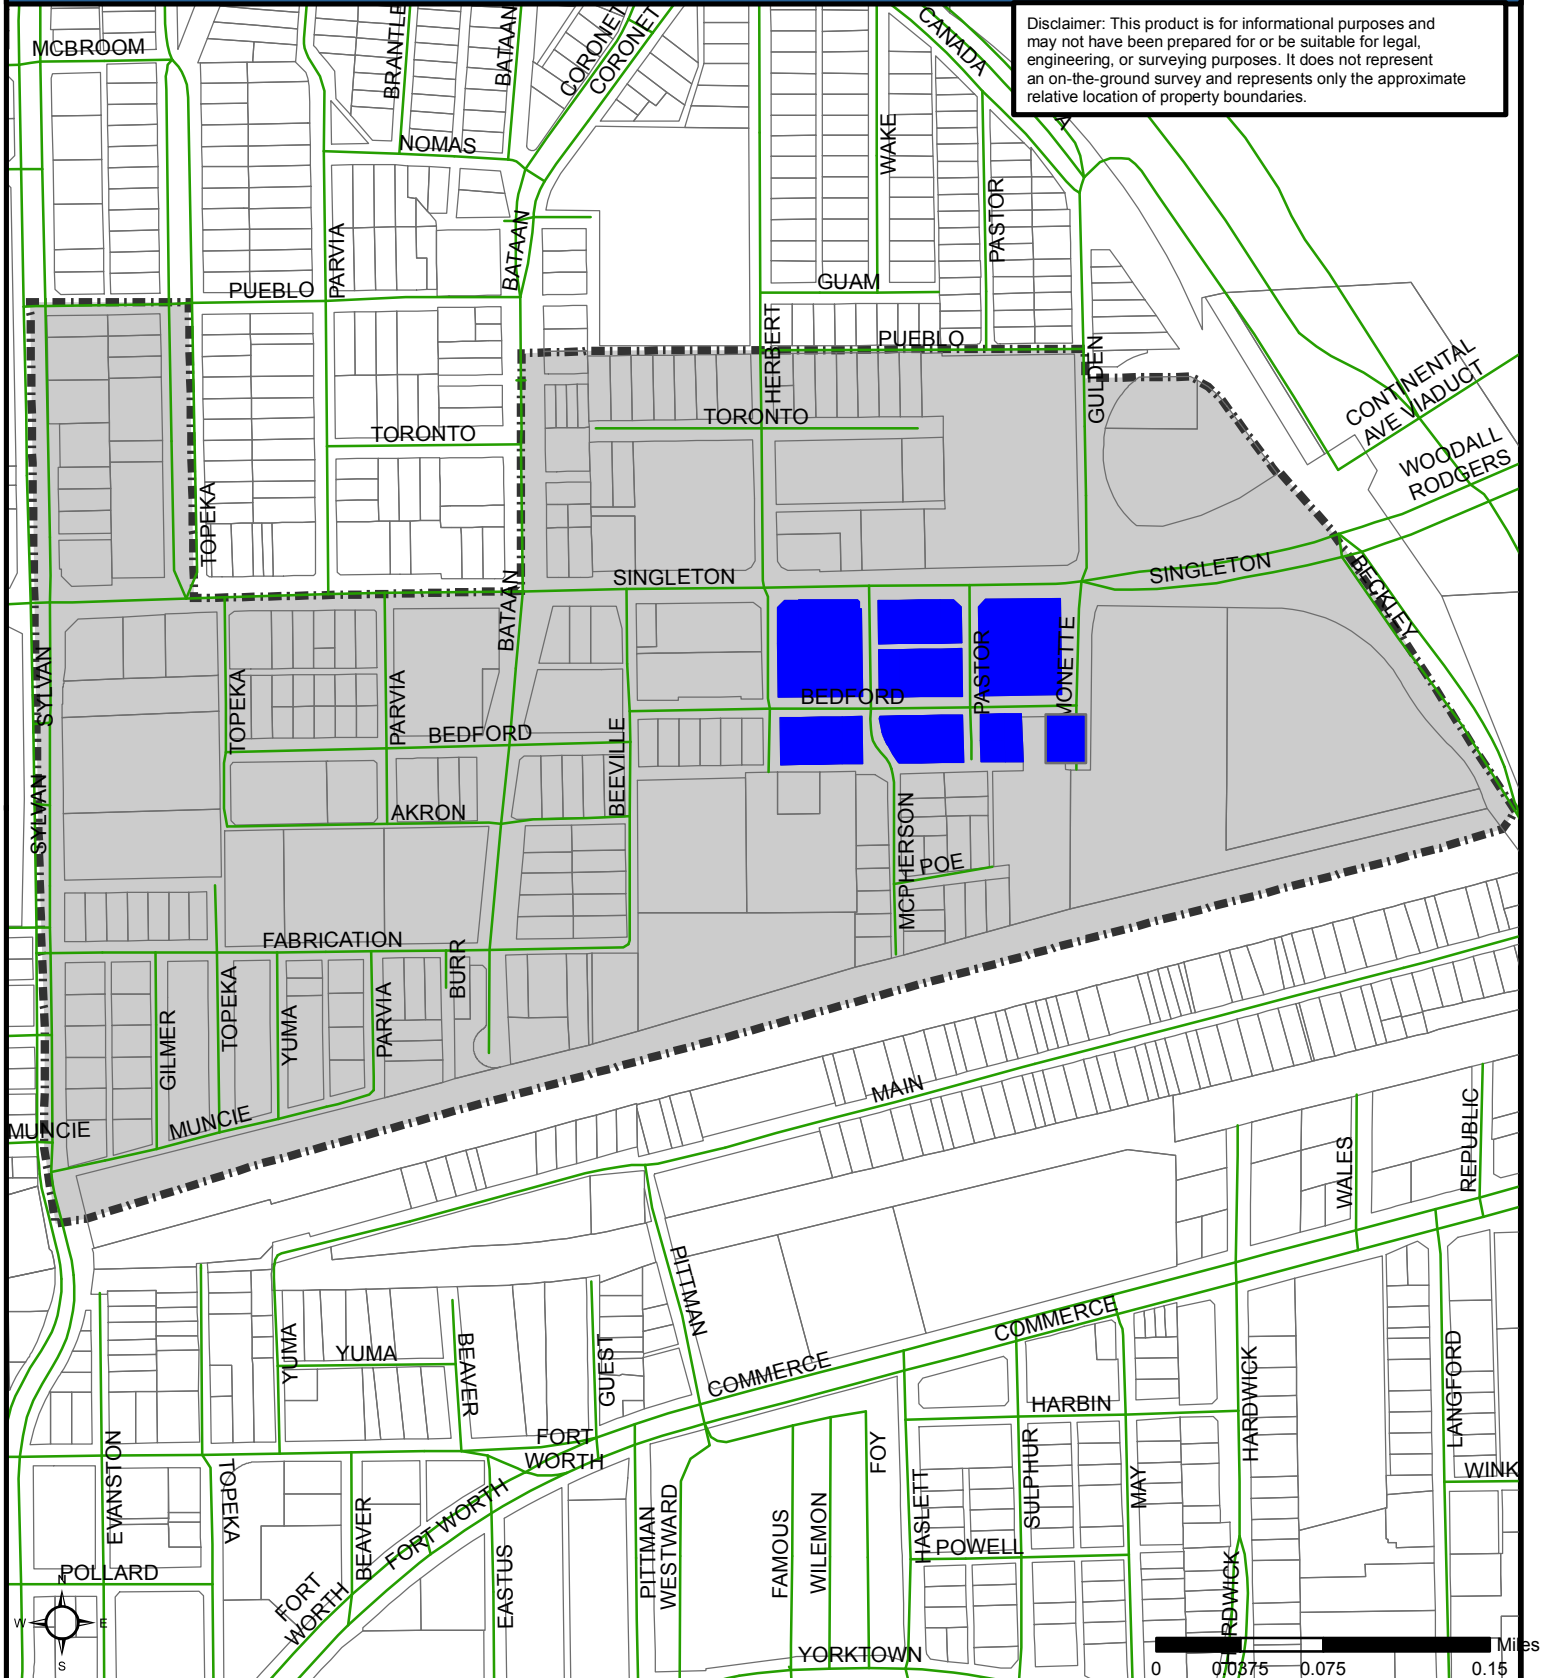 Disclaimer: This product is for informational purposes and
may not have been prepared for or be suitable for legal,
engineering, or surveying purposes. It does not represent
an on-the-ground survey and represents only the approximate
relative location of property boundaries.
MCBROOM
BRANTLE
BATAAN
CORONET
CORONET
CANADA
NOMAS
WAKE
PASTOR
PARVIA
BATAAN
PUEBLO
GUAM
HERBERT
PUEBLO
GULDEN
CONTINENTAL
AVE VIADUCT
TORONTO
TORONTO
WOODALL
RODGERS
TOPEKA
SINGLETON
SINGLETON
BECKLEY
BATAAN
SYLVAN
TOPEKA
PARVIA
BEDFORD
BEDFORD
PASTOR
MONETTE
BEEVILLE
SYLVAN
AKRON
MCPHERSON
POE
FABRICATION
BURR
GILMER
TOPEKA
YUMA
PARVIA
MAIN
MUNCIE
MUNCIE
WALES
REPUBLIC
PITTMAN
COMMERCE
COMMERCE
YUMA
YUMA
BEAVER
GUEST
HARDWICK
LANGFORD
HARBIN
EVANSTON
TOPEKA
BEAVER
FORT
WORTH
FORT WORTH
FOY
HASLETT
SULPHUR
MAY
WINK
POLLARD
FORT
WORTH
EASTUS
PITTMAN
WESTWARD
FAMOUS
WILEMON
POWELL
RDWICK
YORKTOWN
N
W
E
S
Miles
0
0.0375
0.075
0.15